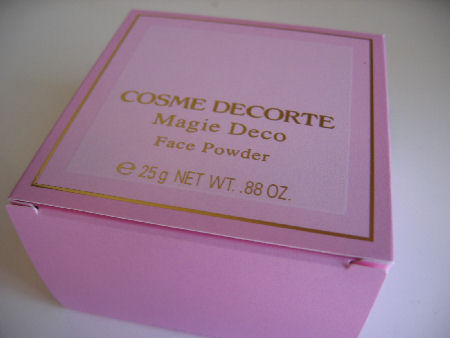 COSME DECORTE
Magie Deco
Face Powder
℮ 25g NET WT. .88 OZ.